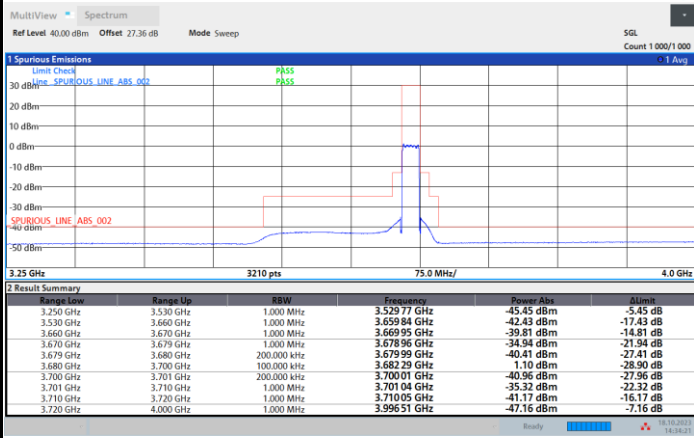 MultiView Spectrum
Ref Level 40.00 dBm Offset 27.36 dB Mode Sweep SGL
Count 1 000/1 000
1 Spurious Emissions 1 Avg
Limit Check PASS
Line _SPURIOUS_LINE_ABS_002 PASS
30 dBm
20 dBm
10 dBm
0 dBm
-10 dBm
-20 dBm
-30 dBm
SPURIOUS_LINE_ABS_002
-40 dBm
-50 dBm
3.25 GHz 3210 pts 75.0 MHz/ 4.0 GHz
2 Result Summary
Range Low Range Up RBW Frequency Power Abs ΔLimit
3.250 GHz 3.530 GHz 1.000 MHz 3.529 77 GHz -45.45 dBm -5.45 dB
3.530 GHz 3.660 GHz 1.000 MHz 3.659 84 GHz -42.43 dBm -17.43 dB
3.660 GHz 3.670 GHz 1.000 MHz 3.669 95 GHz -39.81 dBm -14.81 dB
3.670 GHz 3.679 GHz 1.000 MHz 3.678 96 GHz -34.94 dBm -21.94 dB
3.679 GHz 3.680 GHz 200.000 kHz 3.679 99 GHz -40.41 dBm -27.41 dB
3.680 GHz 3.700 GHz 100.000 kHz 3.682 29 GHz 1.10 dBm -28.90 dB
3.700 GHz 3.701 GHz 200.000 kHz 3.700 01 GHz -40.96 dBm -27.96 dB
3.701 GHz 3.710 GHz 1.000 MHz 3.701 04 GHz -35.32 dBm -22.32 dB
3.710 GHz 3.720 GHz 1.000 MHz 3.710 05 GHz -41.17 dBm -16.17 dB
3.720 GHz 4.000 GHz 1.000 MHz 3.996 51 GHz -47.16 dBm -7.16 dB
Ready 18.10.2023
14:34:21